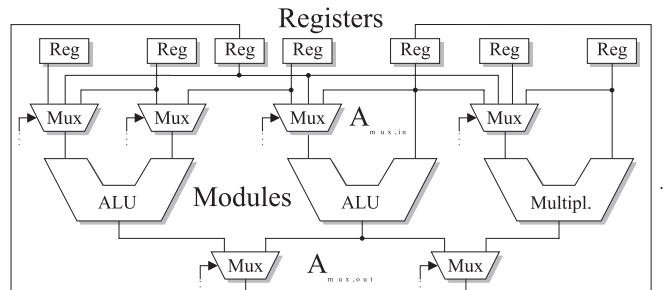 Registers
Reg Reg Reg Reg Reg Reg Reg
Mux Mux Mux A mux,in Mux
ALU Modules ALU Multipl.
Mux A mux,out Mux